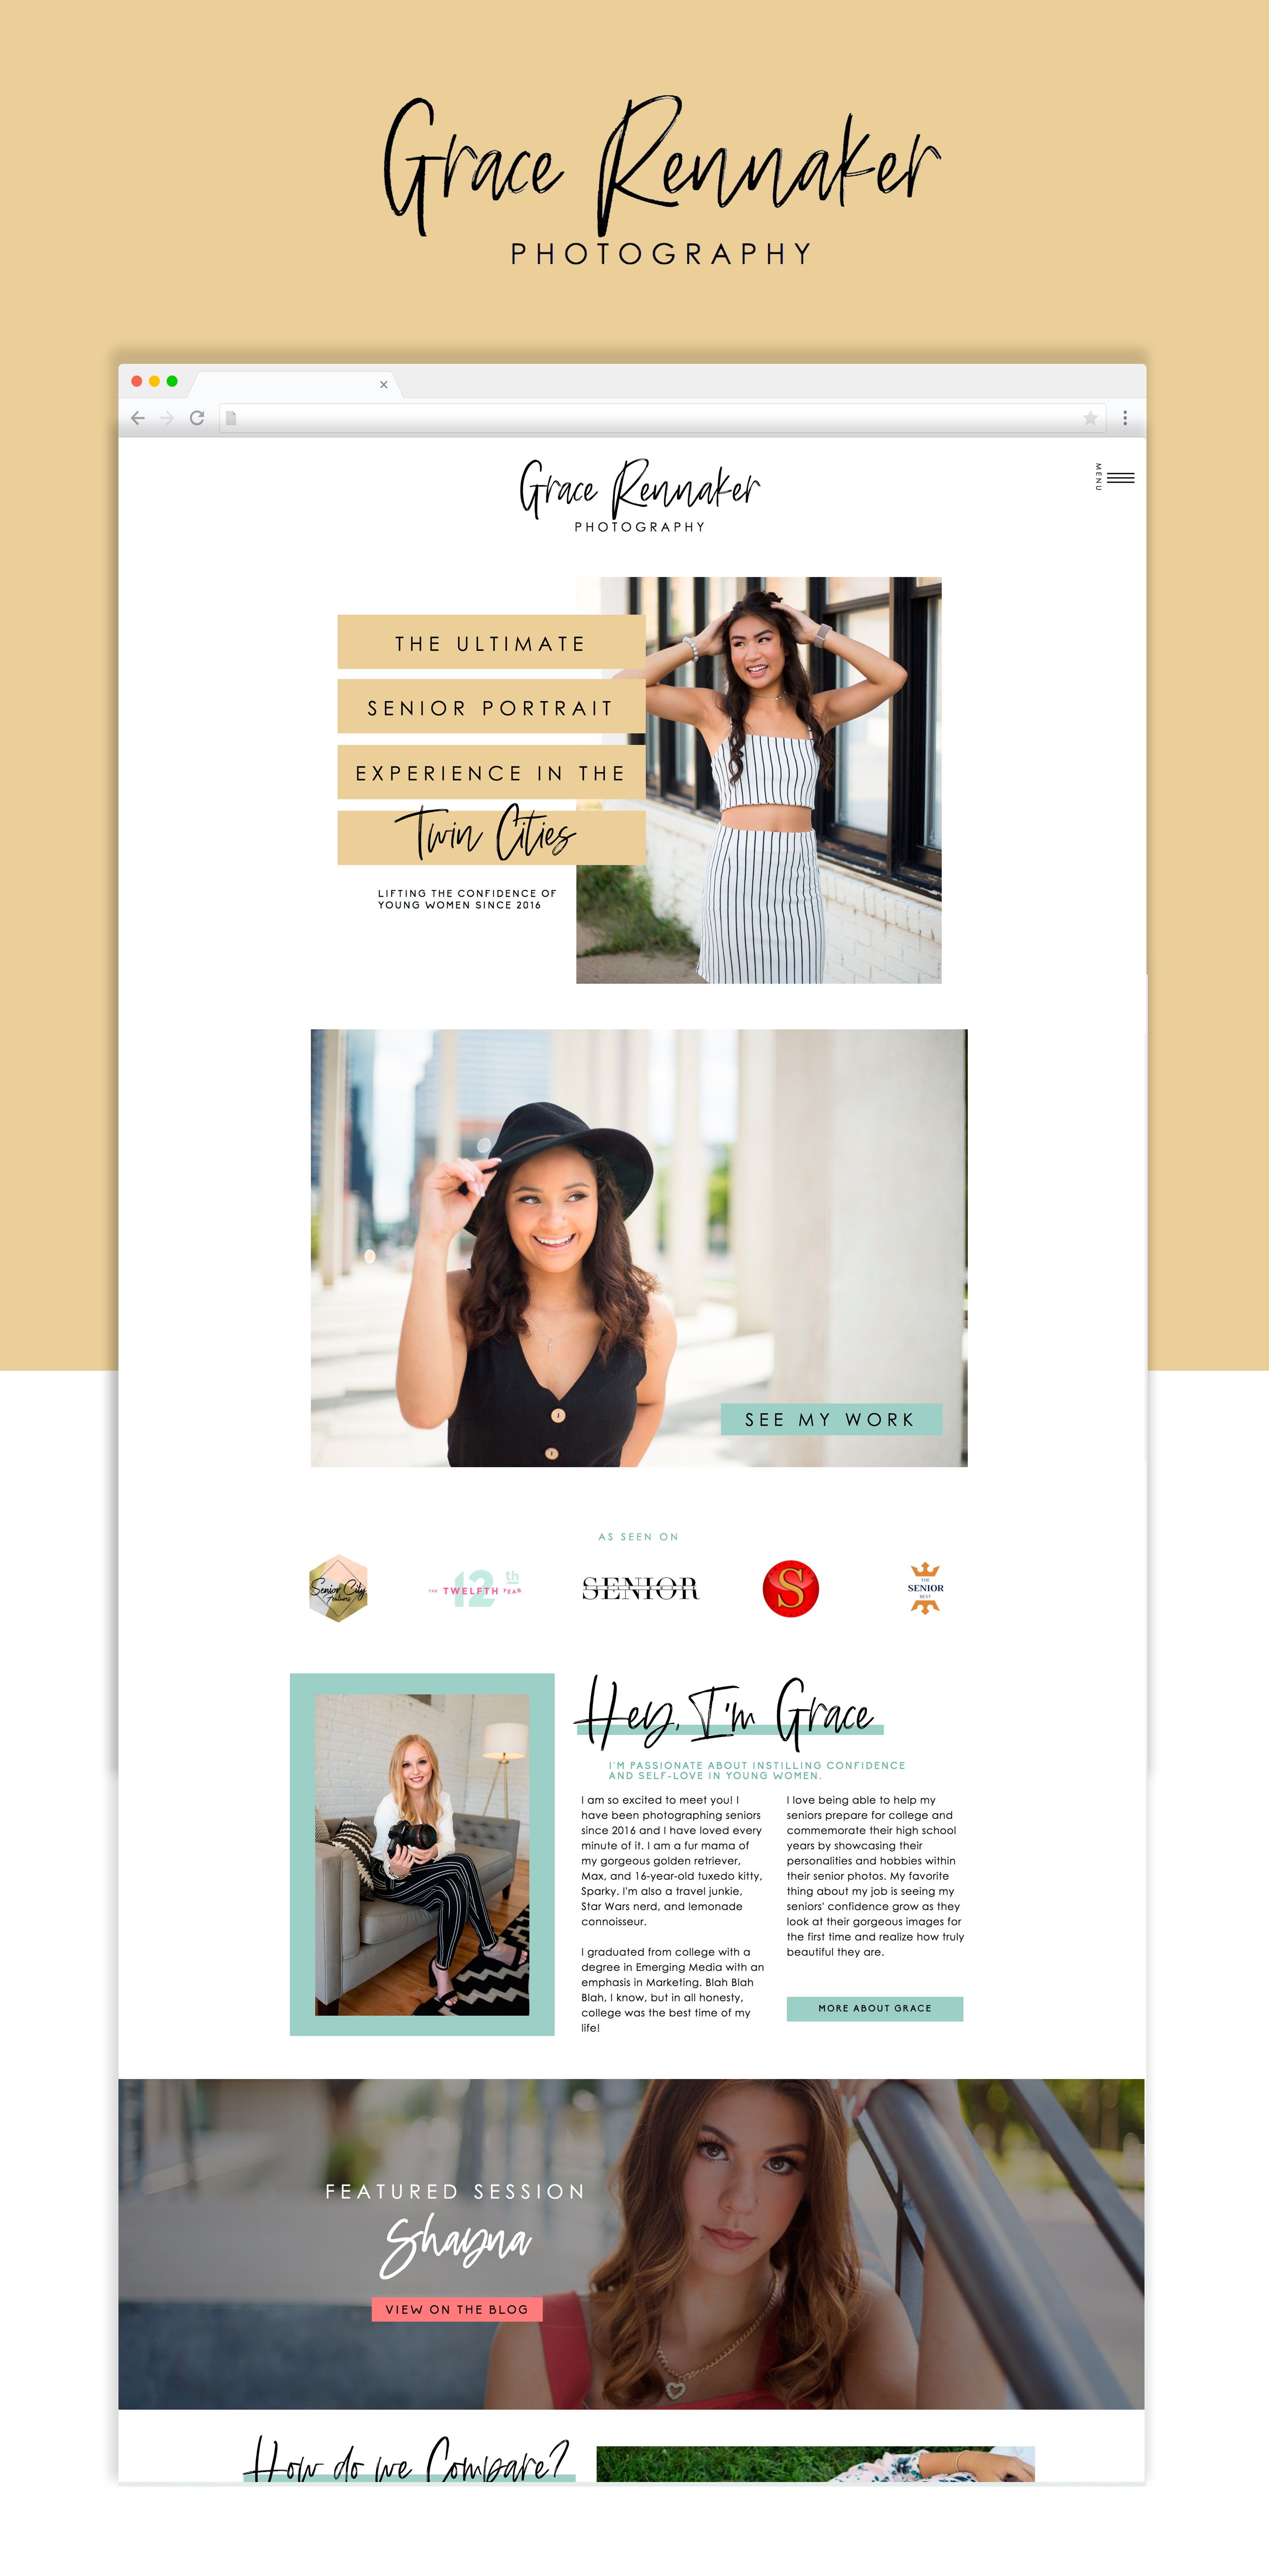 Grace Rennaker
PHOTOGRAPHY
Grace Rennaker
PHOTOGRAPHY
MENU
THE ULTIMATE
SENIOR PORTRAIT
EXPERIENCE IN THE
Twin Cities
LIFTING THE CONFIDENCE OF
YOUNG WOMEN SINCE 2016
SEE MY WORK
AS SEEN ON
Senior City
Features
THE TWELFTH YEAR
12th
SENIOR
S
THE
SENIOR
BEST
Hey, I'm Grace
I'M PASSIONATE ABOUT INSTILLING CONFIDENCE
AND SELF-LOVE IN YOUNG WOMEN.
I am so excited to meet you! I
have been photographing seniors
since 2016 and I have loved every
minute of it. I am a fur mama of
my gorgeous golden retriever,
Max, and 16-year-old tuxedo kitty,
Sparky. I'm also a travel junkie,
Star Wars nerd, and lemonade
connoisseur.
I graduated from college with a
degree in Emerging Media with an
emphasis in Marketing. Blah Blah
Blah, I know, but in all honesty,
college was the best time of my
life!
I love being able to help my
seniors prepare for college and
commemorate their high school
years by showcasing their
personalities and hobbies within
their senior photos. My favorite
thing about my job is seeing my
seniors' confidence grow as they
look at their gorgeous images for
the first time and realize how truly
beautiful they are.
MORE ABOUT GRACE
FEATURED SESSION
Shayna
VIEW ON THE BLOG
How do we Compare?